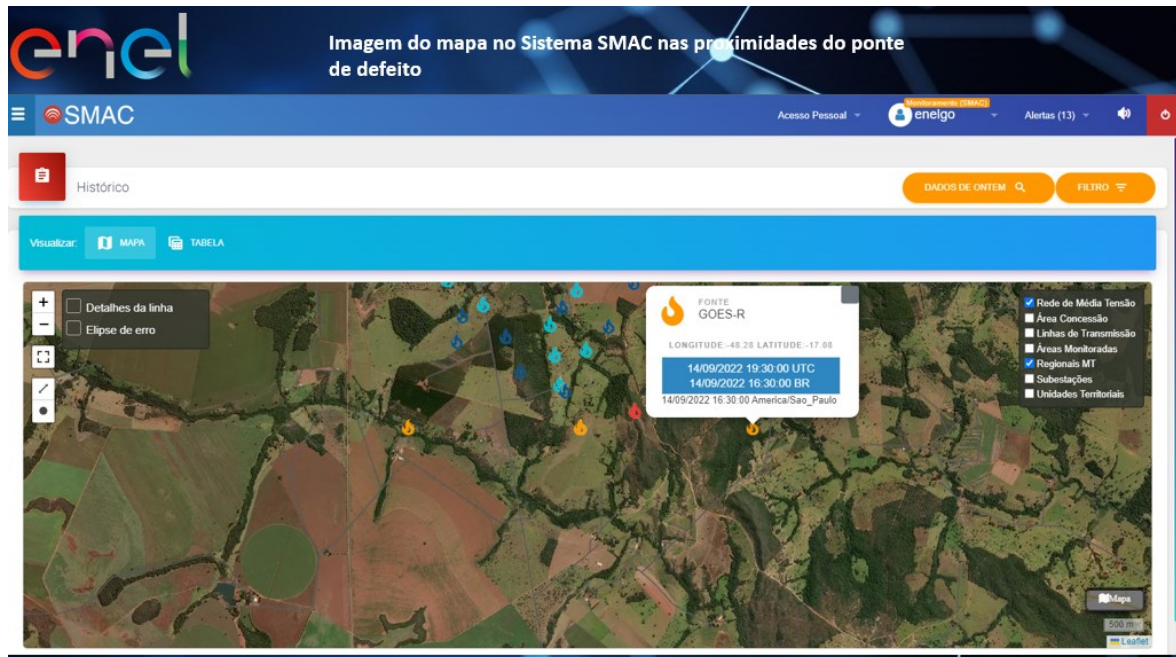 enel
Imagem do mapa no Sistema SMAC nas proximidades do ponte
de defeito
SMAC
Acesso Pessoal
Monitoramento (SMAC)
enelgo
Alertas (13)
Histórico
DADOS DE ONTEM
FILTRO
Visualizar:
MAPA
TABELA
+
−
Detalhes da linha
Elipse de erro
FONTE
GOES-R
LONGITUDE:-48.28 LATITUDE:-17.08
14/09/2022 19:30:00 UTC
14/09/2022 16:30:00 BR
14/09/2022 16:30:00 America/Sao_Paulo
Rede de Média Tensão
Área Concessão
Linhas de Transmissão
Áreas Monitoradas
Regionais MT
Subestações
Unidades Territoriais
Mapa
500 m
Leaflet